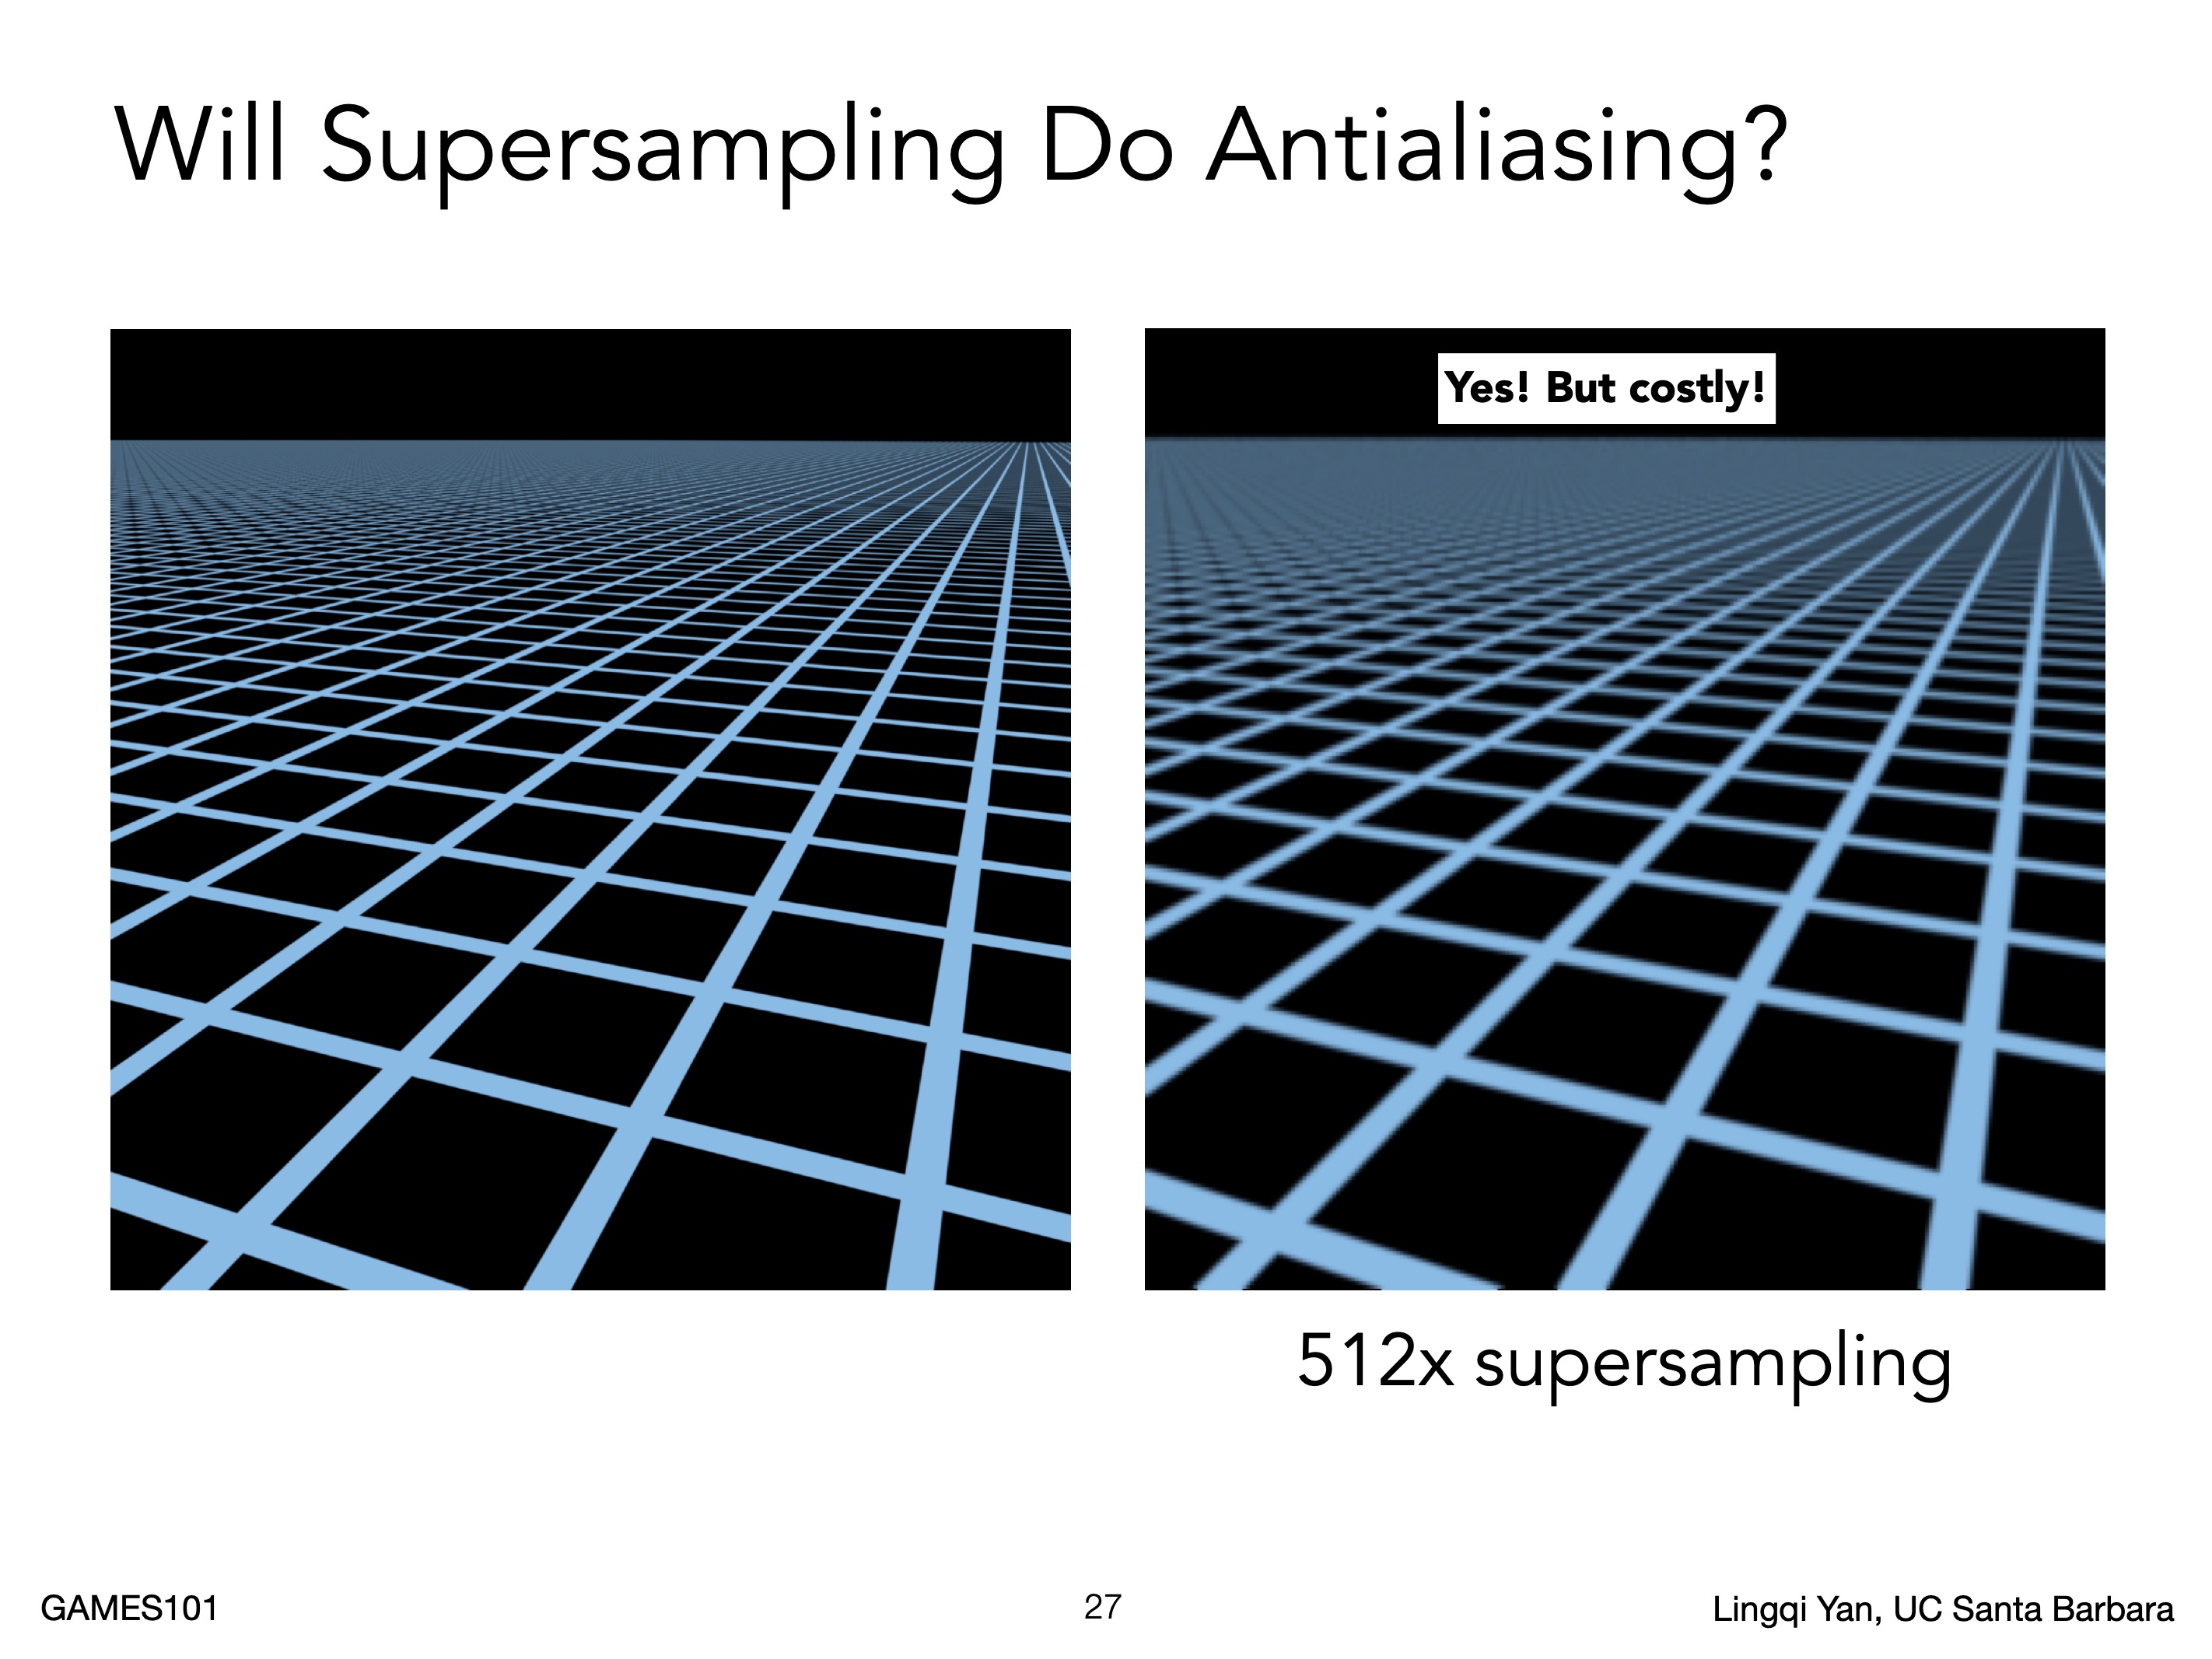 Will Supersampling Do Antialiasing?
Yes! But costly!
512x supersampling
GAMES101
27
Lingqi Yan, UC Santa Barbara